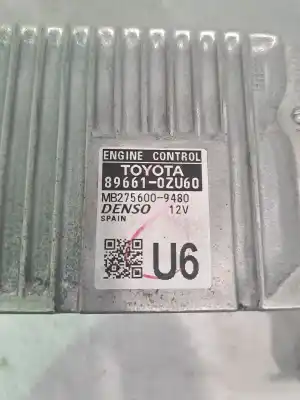 ENGINE CONTROL
TOYOTA
89661-0ZU60
MB275600-9480
DENSO 12V
SPAIN
U6